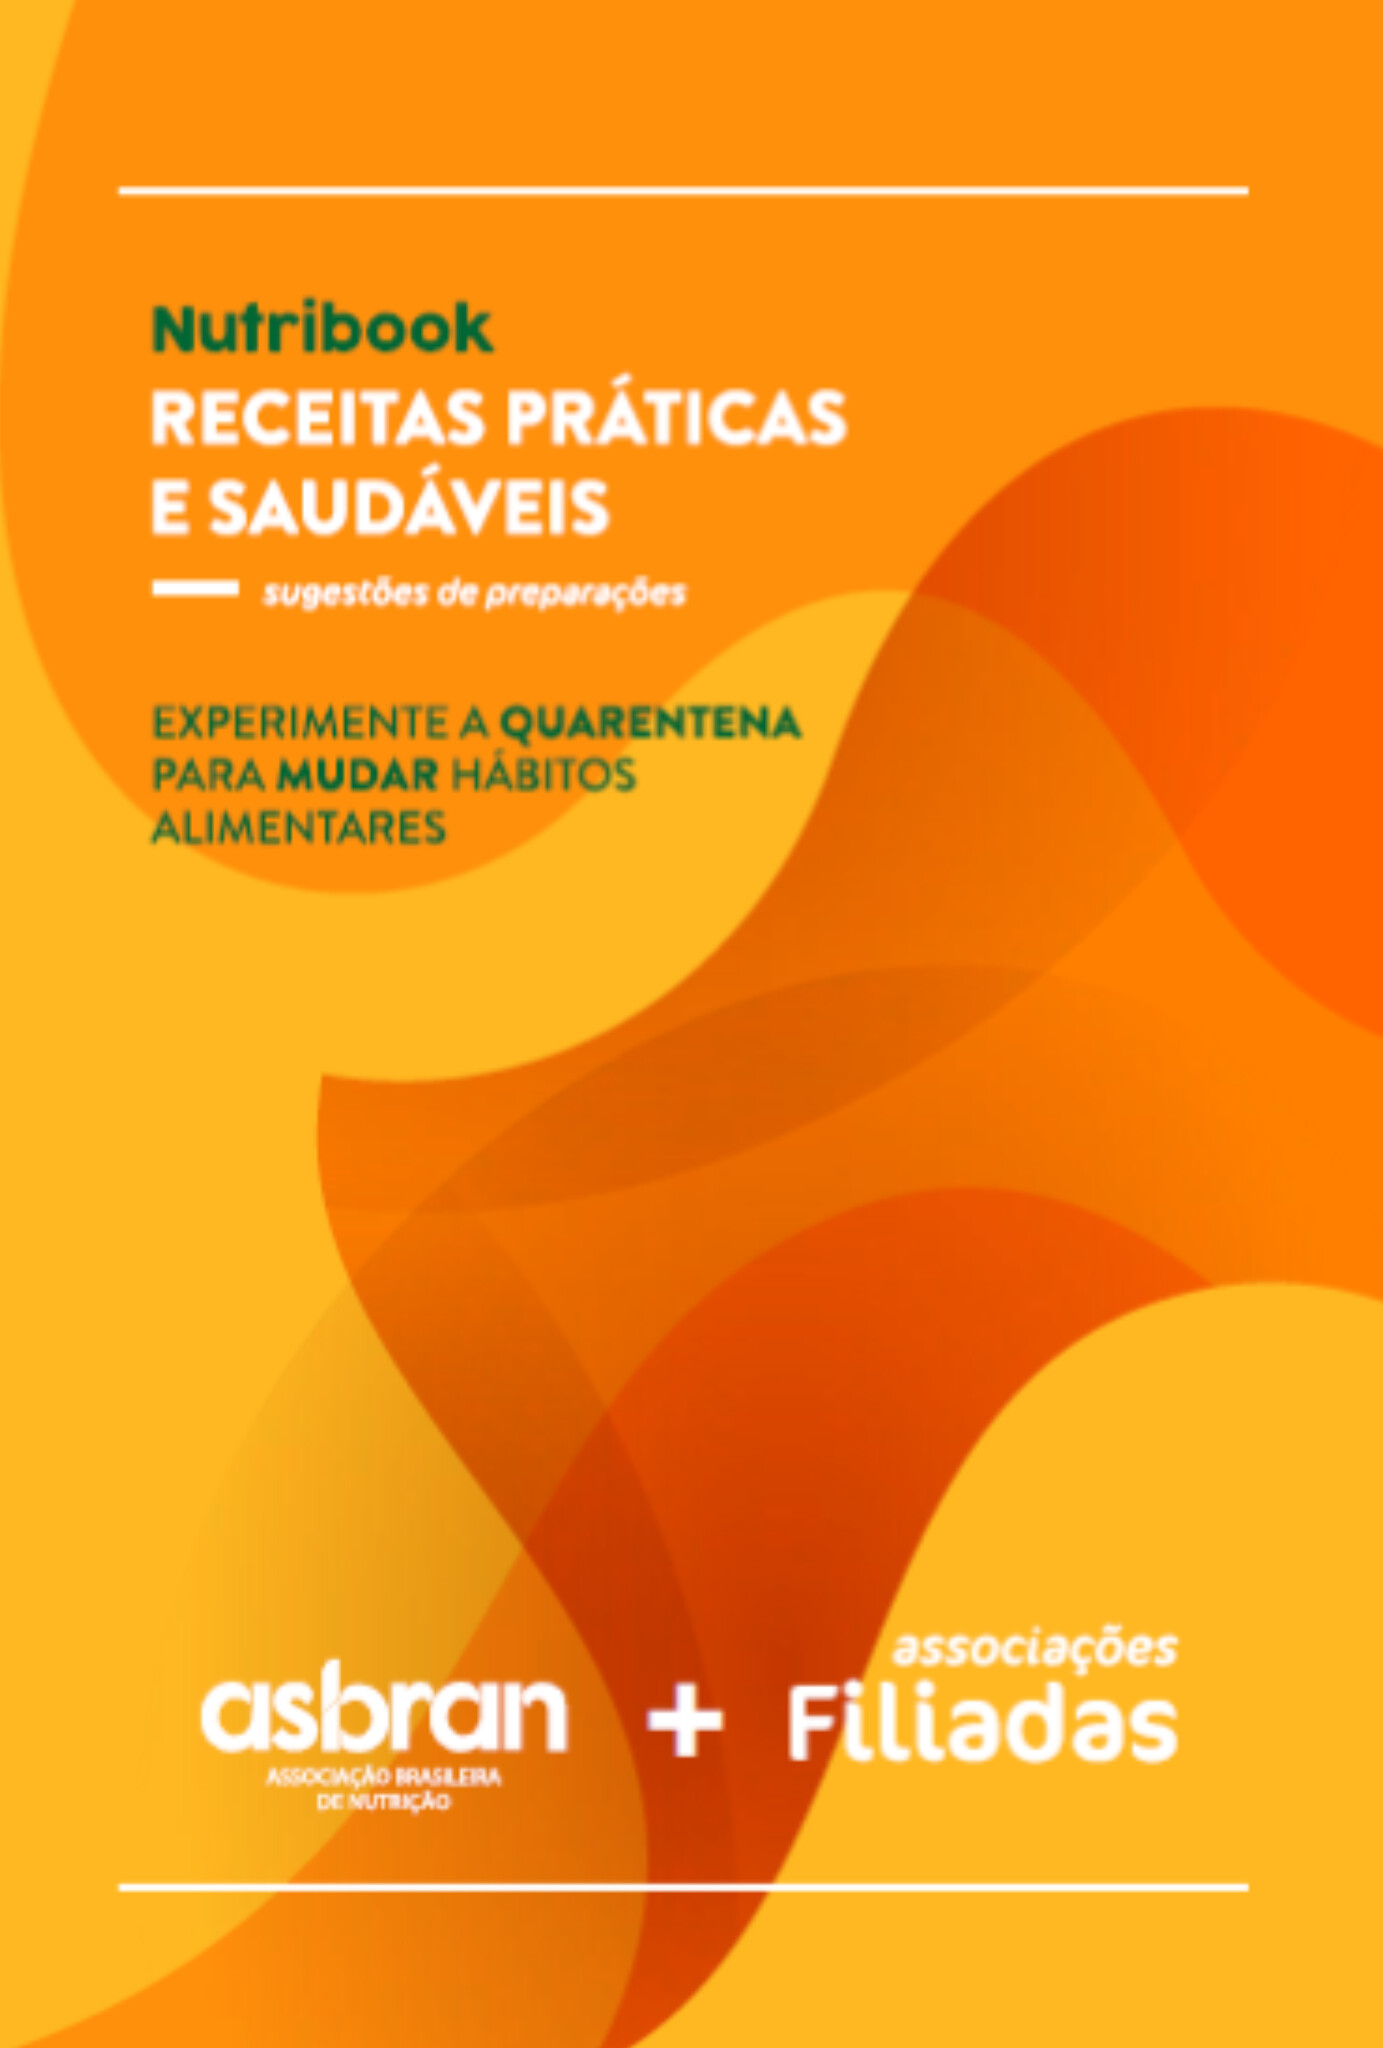 Nutribook
RECEITAS PRÁTICAS
E SAUDÁVEIS
sugestões de preparações
EXPERIMENTE A QUARENTENA
PARA MUDAR HÁBITOS
ALIMENTARES
associações
asbran + Filiadas
ASSOCIAÇÃO BRASILEIRA
DE NUTRIÇÃO